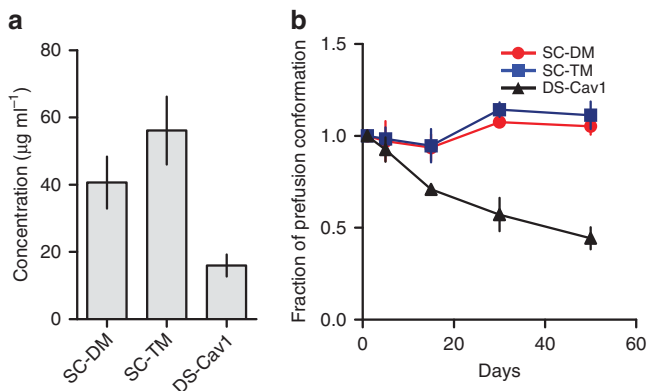 a
80
60
40
20
0
Concentration (µg ml⁻¹)
SC-DM
SC-TM
DS-Cav1
b
1.5
1.0
0.5
0.0
Fraction of prefusion conformation
SC-DM
SC-TM
DS-Cav1
0
20
40
60
Days